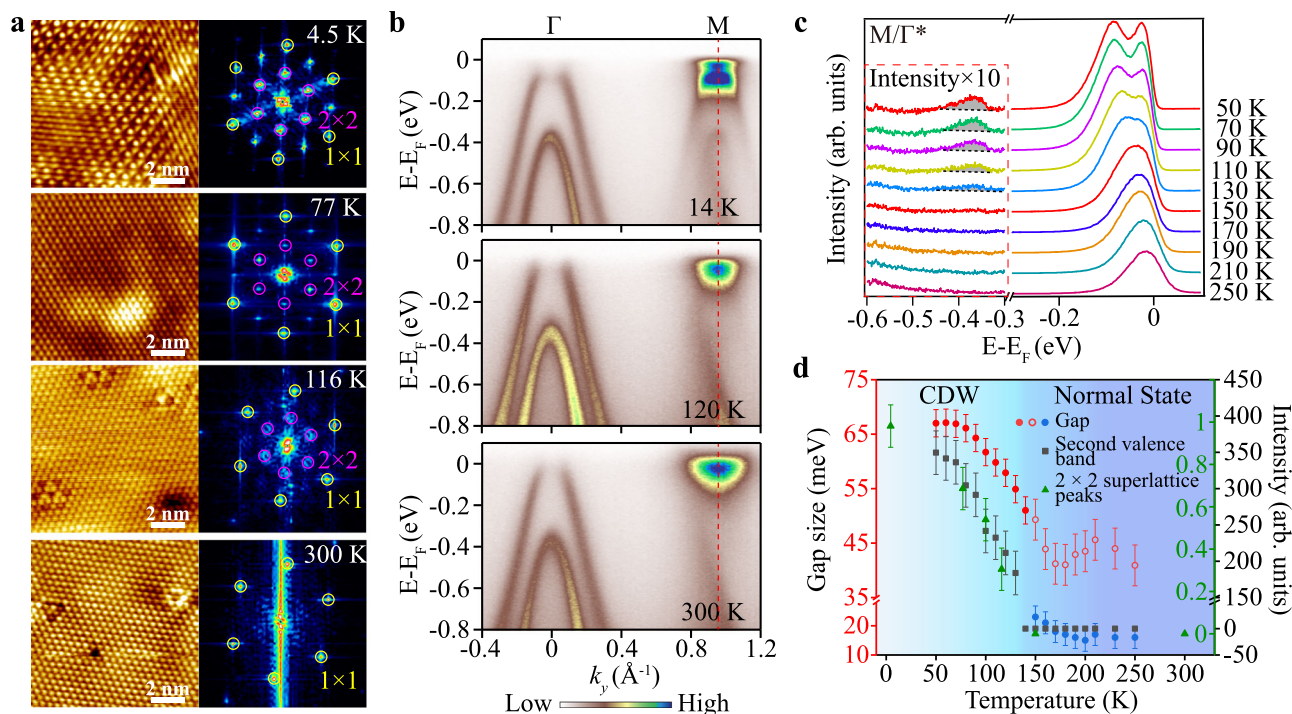 a
4.5 K
2×2
1×1
2 nm
77 K
2×2
1×1
2 nm
116 K
2×2
1×1
2 nm
300 K
1×1
2 nm
b
Γ
M
0
-0.2
-0.4
-0.6
-0.8
E-E_F (eV)
14 K
0
-0.2
-0.4
-0.6
-0.8
E-E_F (eV)
120 K
0
-0.2
-0.4
-0.6
-0.8
E-E_F (eV)
300 K
-0.4
0
0.4
0.8
1.2
k_y (Å⁻¹)
Low
High
c
M/Γ*
Intensity×10
Intensity (arb. units)
50 K
70 K
90 K
110 K
130 K
150 K
170 K
190 K
210 K
250 K
-0.6
-0.5
-0.4
-0.3
-0.2
0
E-E_F (eV)
d
75
65
55
45
35
20
10
Gap size (meV)
CDW
Normal State
Gap
Second valence
band
2 × 2 superlattice
peaks
1
0.8
0.6
0.4
0.2
0
450
400
350
300
250
200
150
0
-50
Intensity (arb. units)
0
50
100
150
200
250
300
Temperature (K)